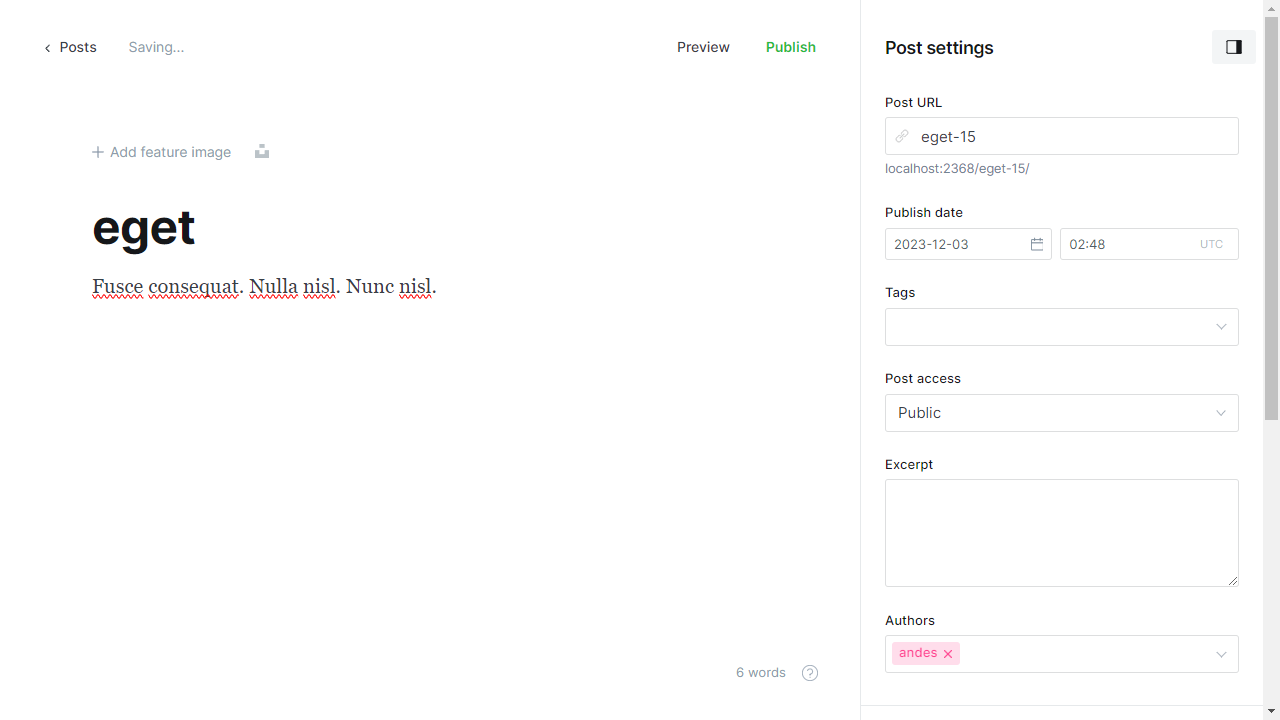 Posts
Saving...
Preview
Publish
Add feature image
eget
Fusce consequat. Nulla nisl. Nunc nisl.
6 words
?
Post settings
Post URL
eget-15
localhost:2368/eget-15/
Publish date
2023-12-03
02:48
UTC
Tags
Post access
Public
Excerpt
Authors
andes